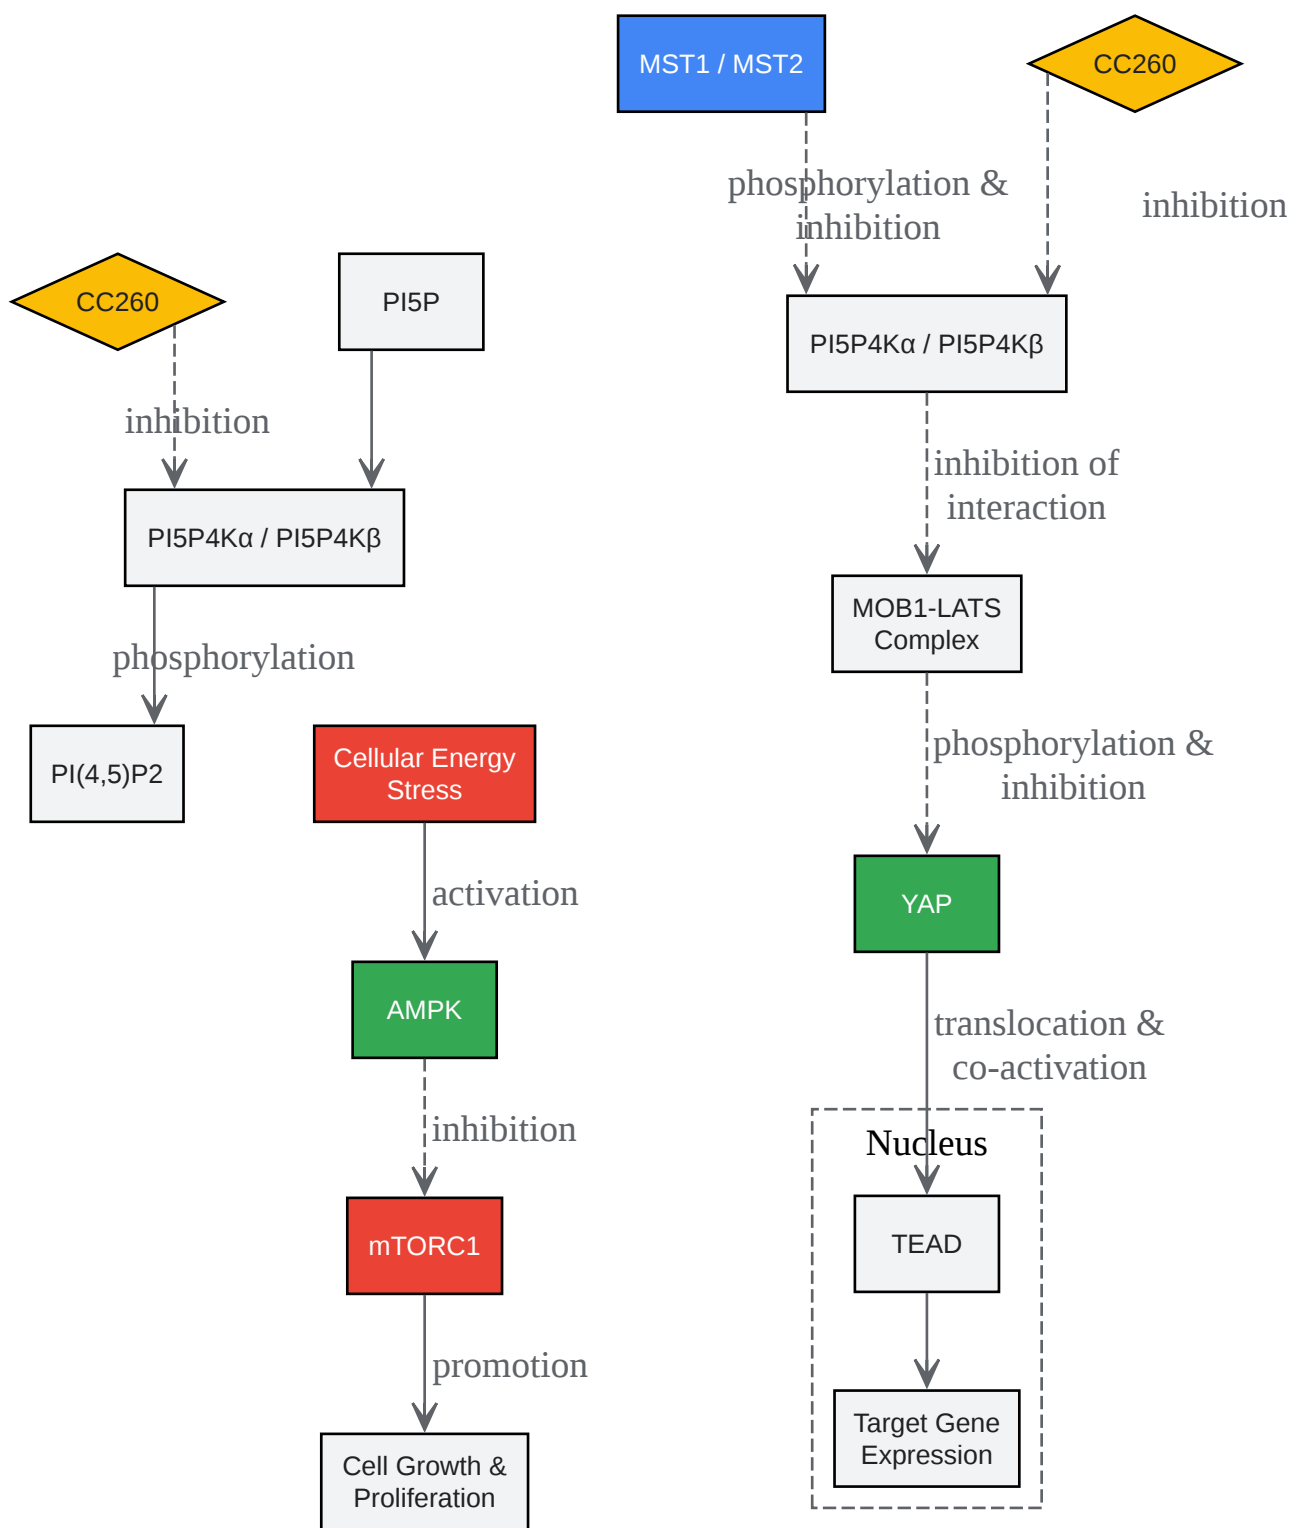 MST1 / MST2
CC260
phosphorylation &
inhibition
inhibition
CC260
PI5P
PI5P4Kα / PI5P4Kβ
inhibition
inhibition of
interaction
PI5P4Kα / PI5P4Kβ
MOB1-LATS
Complex
phosphorylation
PI(4,5)P2
Cellular Energy
Stress
phosphorylation &
inhibition
activation
YAP
AMPK
translocation &
co-activation
inhibition
Nucleus
mTORC1
TEAD
promotion
Target Gene
Expression
Cell Growth &
Proliferation